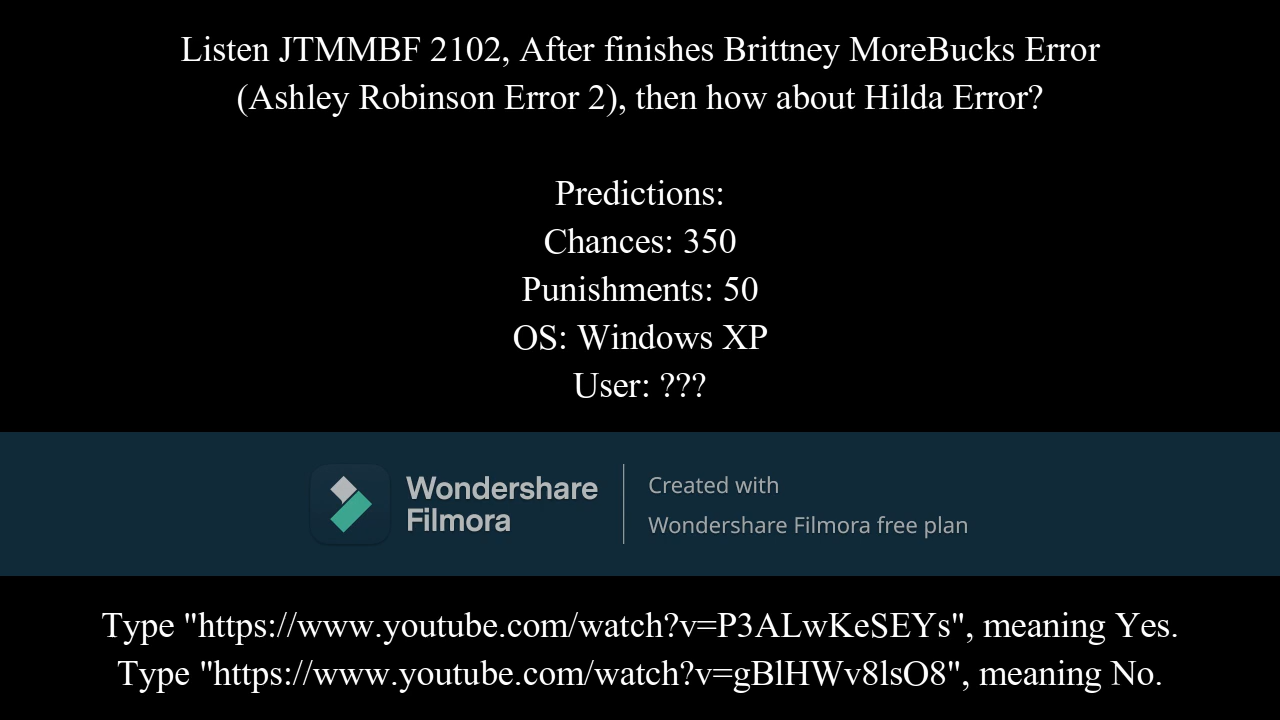 Listen JTMMBF 2102, After finishes Brittney MoreBucks Error
(Ashley Robinson Error 2), then how about Hilda Error?
Predictions:
Chances: 350
Punishments: 50
OS: Windows XP
User: ???
Wondershare
Filmora
Created with
Wondershare Filmora free plan
Type "https://www.youtube.com/watch?v=P3ALwKeSEYs", meaning Yes.
Type "https://www.youtube.com/watch?v=gBlHWv8lsO8", meaning No.